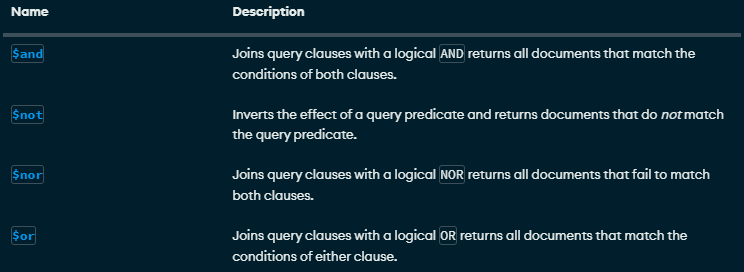 Name Description
$and Joins query clauses with a logical AND returns all documents that match the
conditions of both clauses.
$not Inverts the effect of a query predicate and returns documents that do not match
the query predicate.
$nor Joins query clauses with a logical NOR returns all documents that fail to match
both clauses.
$or Joins query clauses with a logical OR returns all documents that match the
conditions of either clause.